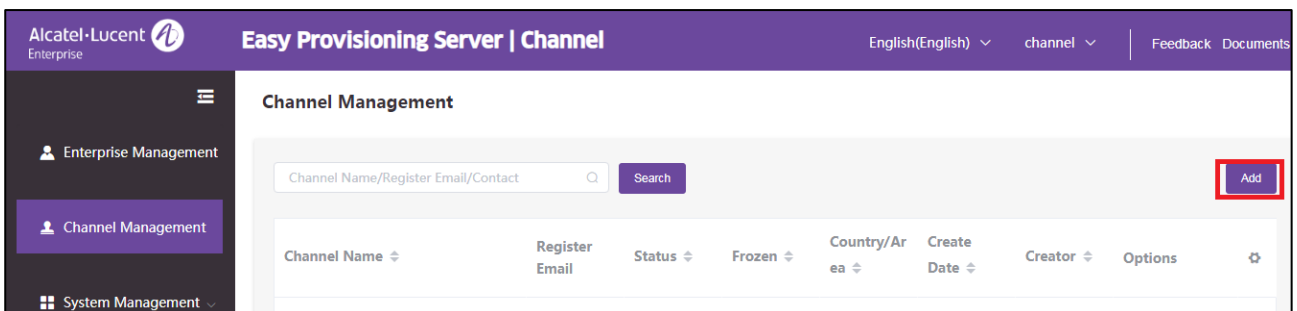 Alcatel·Lucent
Enterprise
Easy Provisioning Server | Channel
English(English)
channel
Feedback Documents
Channel Management
Enterprise Management
Channel Name/Register Email/Contact
Search
Add
Channel Management
Channel Name
Register
Email
Status
Frozen
Country/Ar
ea
Create
Date
Creator
Options
System Management